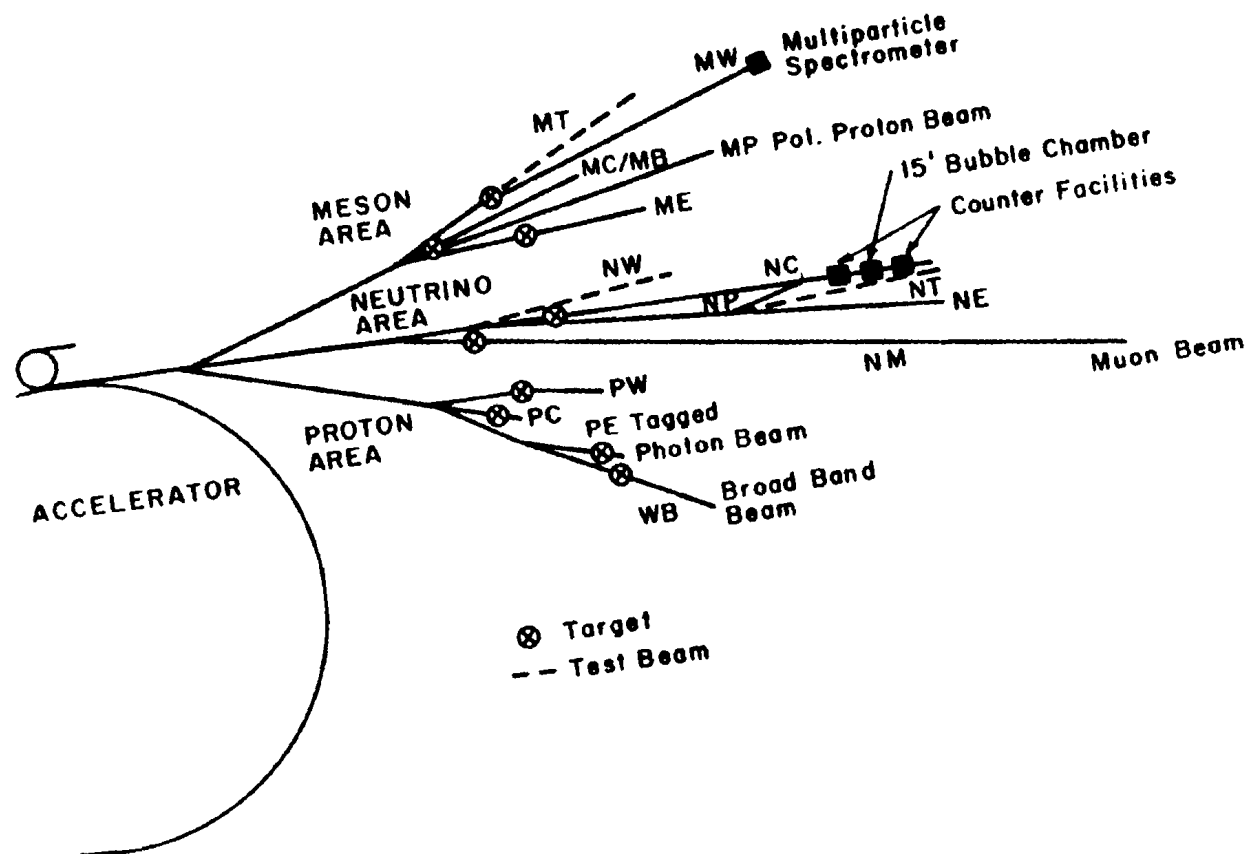 MW
Multiparticle
Spectrometer
MT
MC/MB
MP Pol. Proton Beam
15' Bubble Chamber
Counter Facilities
MESON
AREA
ME
NW
NC
NEUTRINO
AREA
NP
NT
NE
NM
Muon Beam
PW
PC
PE Tagged
Photon Beam
PROTON
AREA
Broad Band
Beam
WB
ACCELERATOR
Target
Test Beam